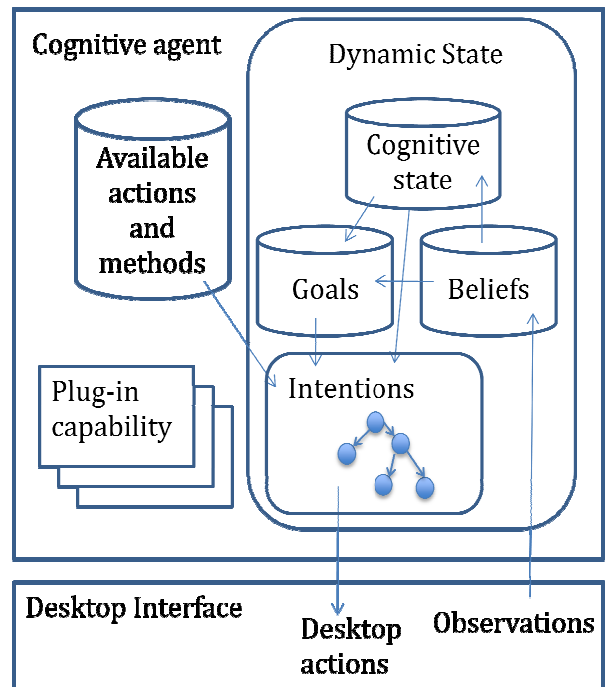 Cognitive agent
Dynamic State
Cognitive
state
Available
actions
and
methods
Goals
Beliefs
Intentions
Plug-in
capability
Desktop Interface
Desktop
actions
Observations